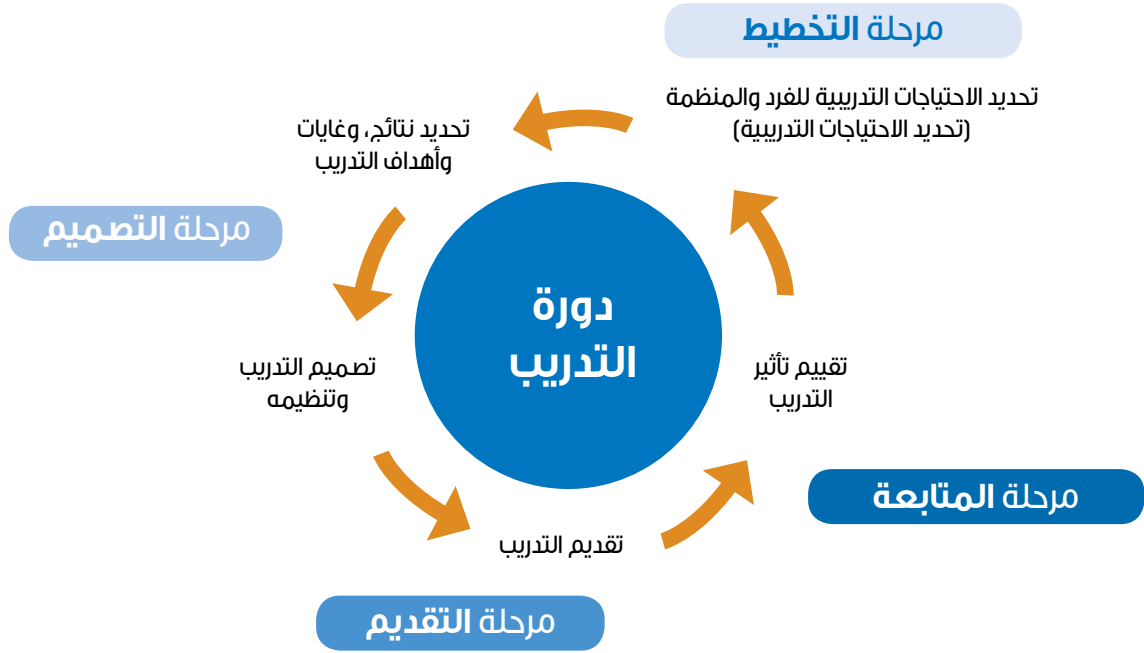 مرحلة التخطيط
تحديد الاحتياجات التدريبية للفرد والمنظمة
(تحديد الاحتياجات التدريبية)
تحديد نتائج، وغايات
وأهداف التدريب
مرحلة التصميم
دورة
التدريب
تصميم التدريب
وتنظيمه
تقييم تأثير
التدريب
مرحلة المتابعة
تقديم التدريب
مرحلة التقديم